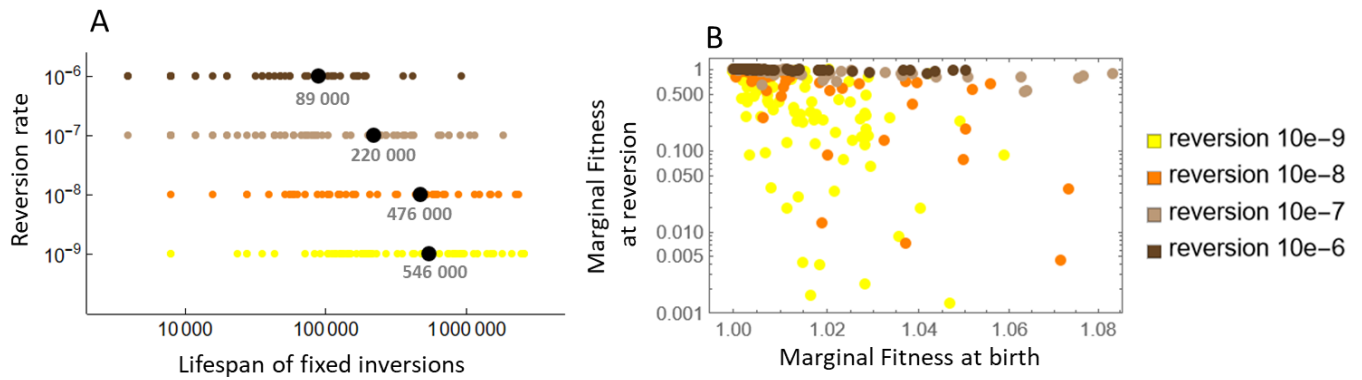 A
Reversion rate
10⁻⁶
89 000
10⁻⁷
220 000
10⁻⁸
476 000
10⁻⁹
546 000
10 000
100 000
1 000 000
Lifespan of fixed inversions
B
Marginal Fitness
at reversion
1
0.500
0.100
0.050
0.010
0.005
0.001
1.00
1.02
1.04
1.06
1.08
Marginal Fitness at birth
reversion 10e-9
reversion 10e-8
reversion 10e-7
reversion 10e-6